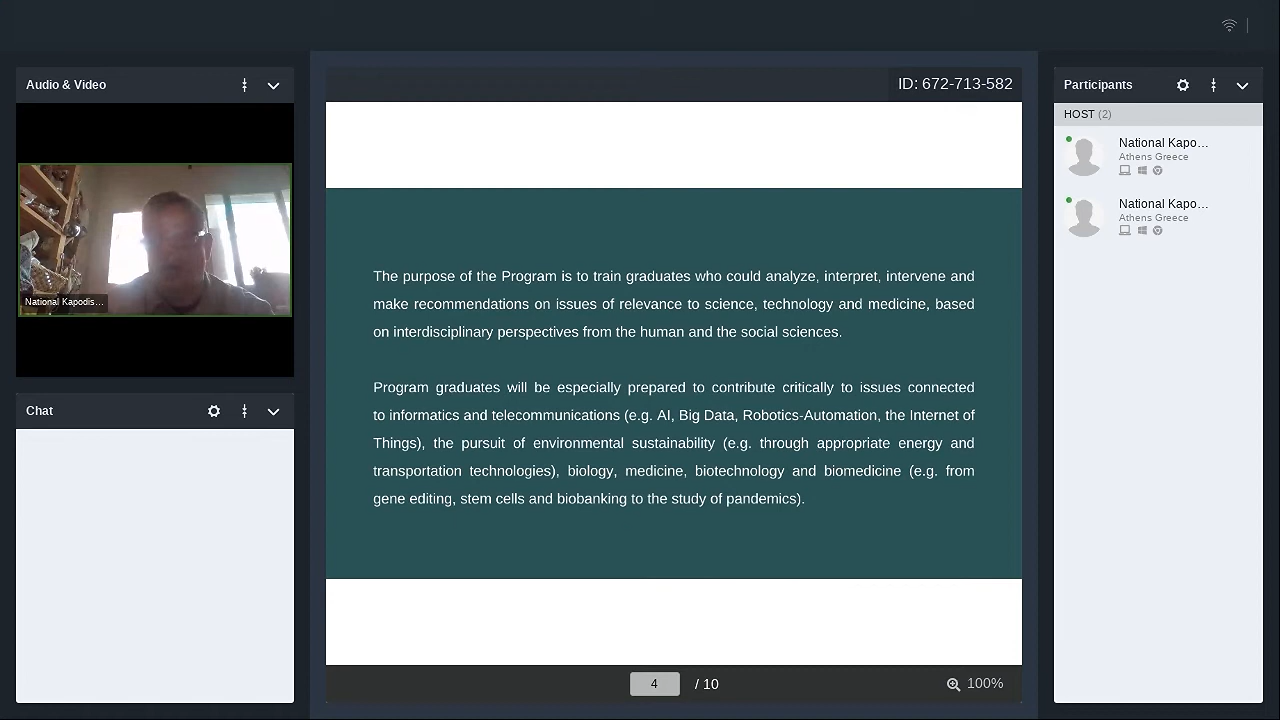 Audio & Video
National Kapodis...
Chat
ID: 672-713-582
The purpose of the Program is to train graduates who could analyze, interpret, intervene and
make recommendations on issues of relevance to science, technology and medicine, based
on interdisciplinary perspectives from the human and the social sciences.
Program graduates will be especially prepared to contribute critically to issues connected
to informatics and telecommunications (e.g. AI, Big Data, Robotics-Automation, the Internet of
Things), the pursuit of environmental sustainability (e.g. through appropriate energy and
transportation technologies), biology, medicine, biotechnology and biomedicine (e.g. from
gene editing, stem cells and biobanking to the study of pandemics).
4 / 10
100%
Participants
HOST (2)
National Kapo...
Athens Greece
National Kapo...
Athens Greece